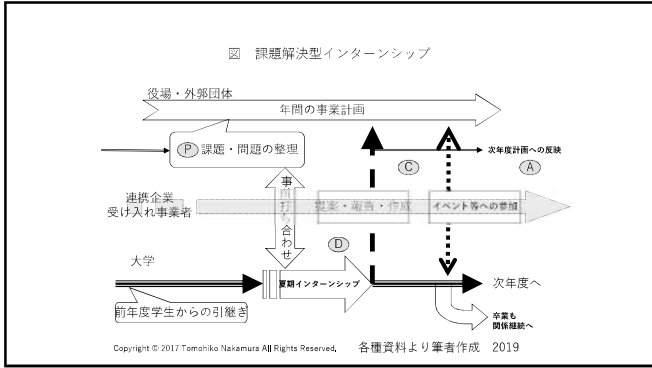 図　課題解決型インターンシップ
役場・外郭団体
年間の事業計画
P 課題・問題の整理
次年度計画への反映
C
A
事前打ち合わせ
連携企業
受け入れ事業者
提案・報告・作成
イベント等への参加
D
大学
夏期インターンシップ
次年度へ
前年度学生からの引継ぎ
卒業も
関係継続へ
Copyright © 2017 Tomohiko Nakamura All Rights Reserved.
各種資料より筆者作成　2019